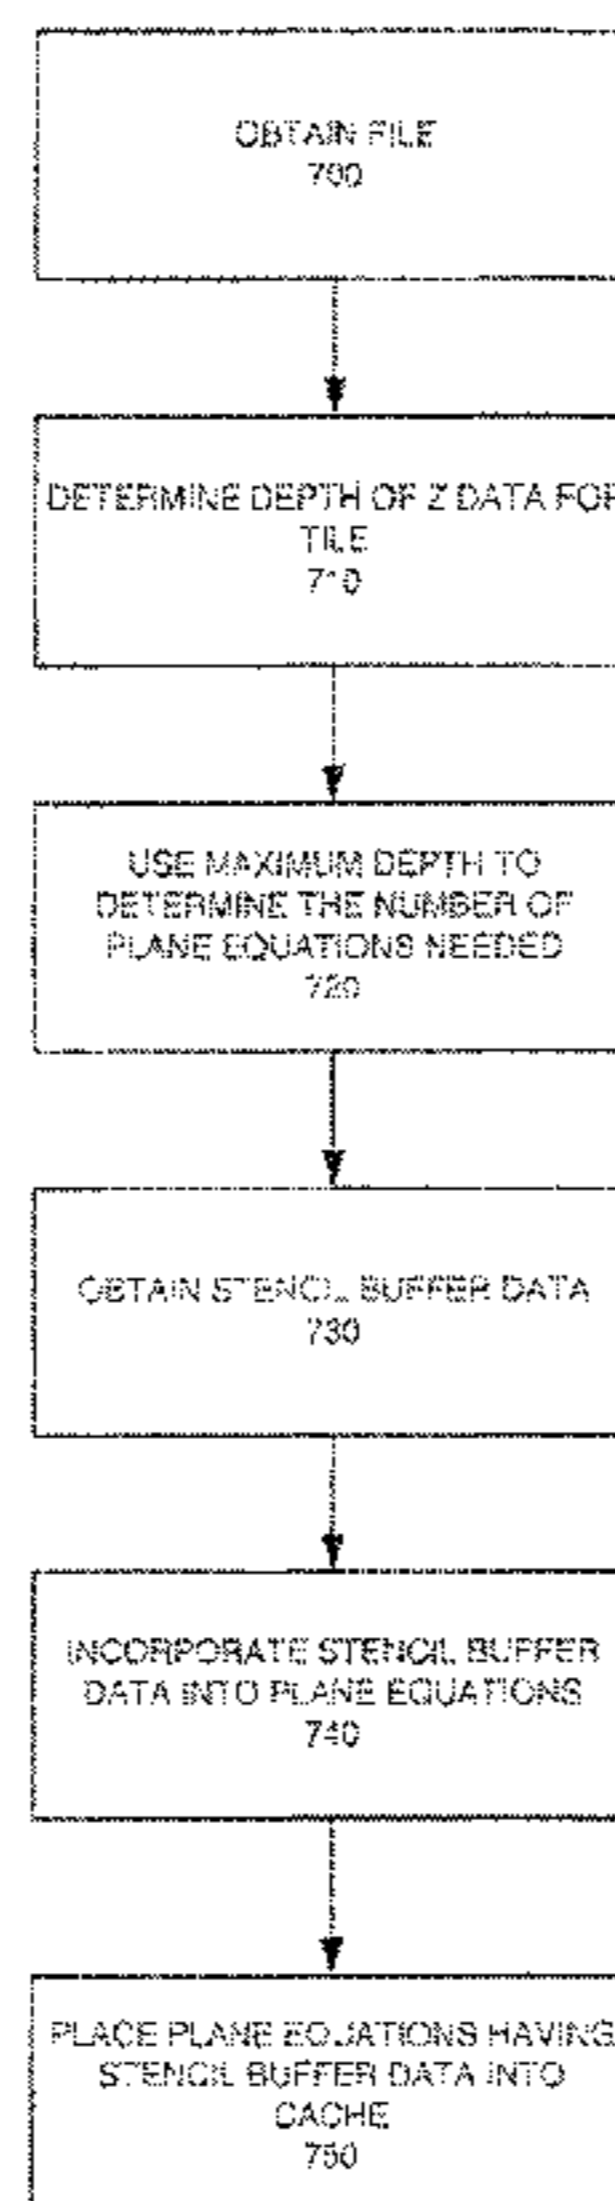 OBTAIN FILE
700
DETERMINE DEPTH OF Z DATA FOR
TILE
710
USE MAXIMUM DEPTH TO
DETERMINE THE NUMBER OF
PLANE EQUATIONS NEEDED
720
OBTAIN STENCIL BUFFER DATA
730
INCORPORATE STENCIL BUFFER
DATA INTO PLANE EQUATIONS
740
PLACE PLANE EQUATIONS HAVING
STENCIL BUFFER DATA INTO
CACHE
750